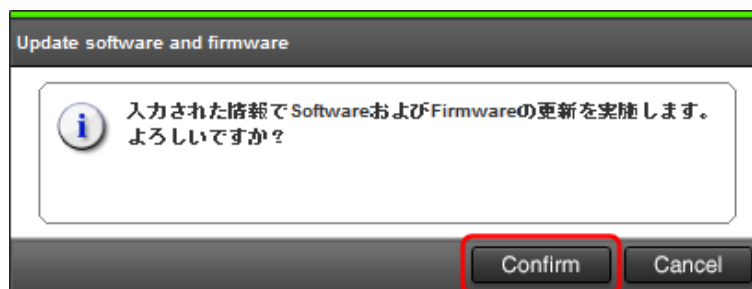 Update software and firmware
入力された情報でSoftwareおよびFirmwareの更新を実施します。
よろしいですか？
Confirm
Cancel